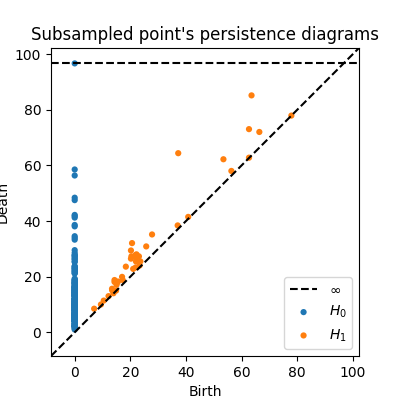 Subsampled point's persistence diagrams
100
80
60
40
20
0
Death
0 20 40 60 80 100
Birth
∞
H₀
H₁